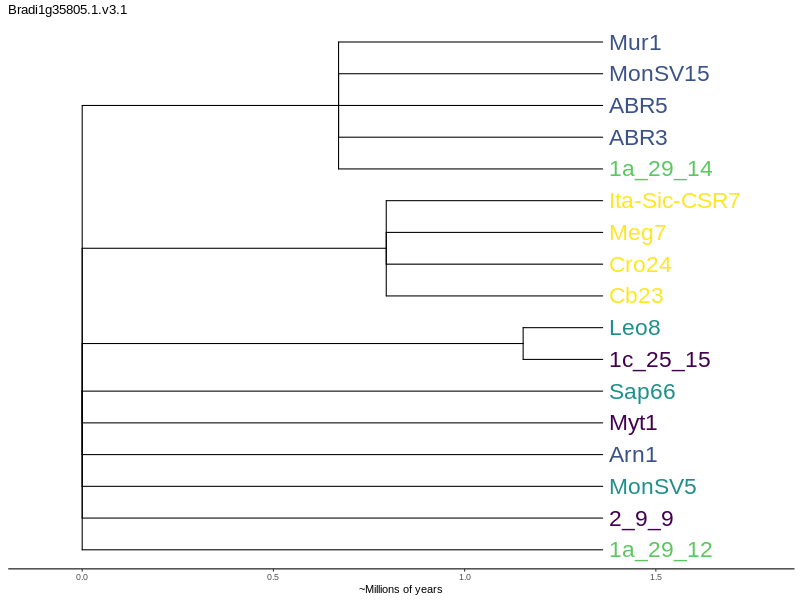 Bradi1g35805.1.v3.1
Mur1
MonSV15
ABR5
ABR3
1a_29_14
Ita-Sic-CSR7
Meg7
Cro24
Cb23
Leo8
1c_25_15
Sap66
Myt1
Arn1
MonSV5
2_9_9
1a_29_12
0.0 0.5 1.0 1.5
~Millions of years